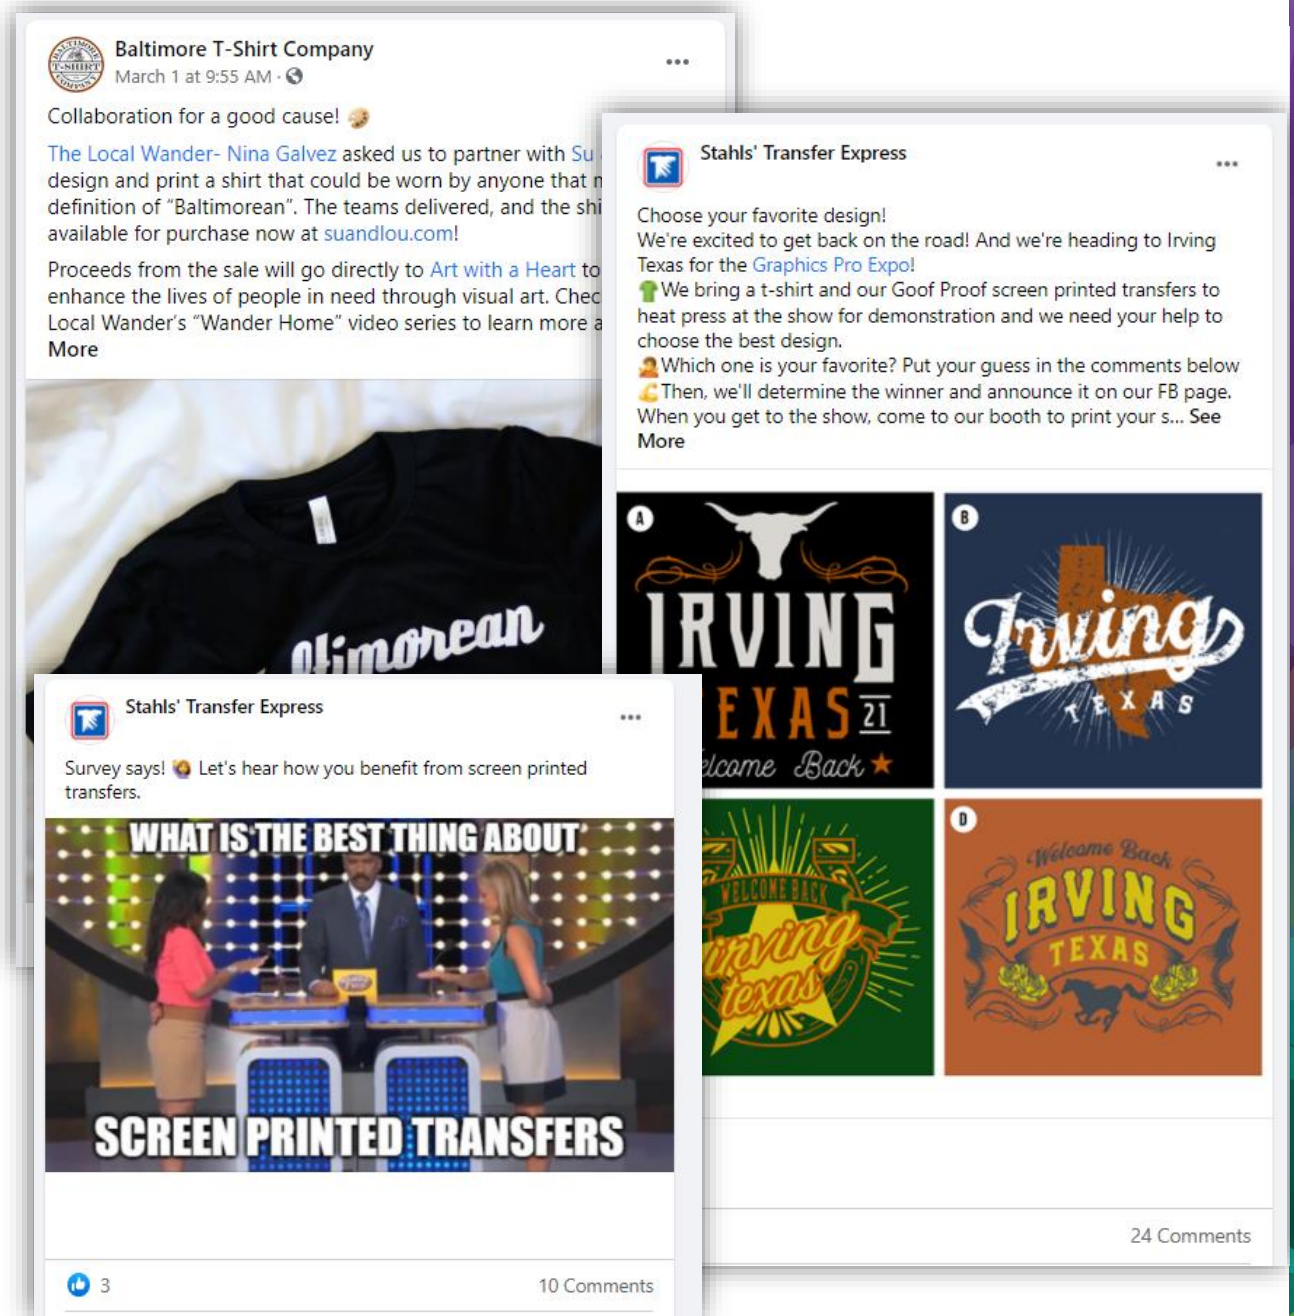 Baltimore T-Shirt Company
March 1 at 9:55 AM ·
Collaboration for a good cause!
The Local Wander- Nina Galvez asked us to partner with Su
design and print a shirt that could be worn by anyone that
definition of “Baltimorean”. The teams delivered, and the
available for purchase now at suandlou.com!
Proceeds from the sale will go directly to Art with a Heart to
enhance the lives of people in need through visual art.
Local Wander’s “Wander Home” video series to learn more
More
BALTIMORE
T-SHIRT
COMPANY
Stahls' Transfer Express
Choose your favorite design!
We're excited to get back on the road! And we're heading to Irving
Texas for the Graphics Pro Expo!
We bring a t-shirt and our Goof Proof screen printed transfers to
heat press at the show for demonstration and we need your help to
choose the best design.
Which one is your favorite? Put your guess in the comments below
Then, we'll determine the winner and announce it on our FB page.
When you get to the show, come to our booth to print your s... See
More
A
IRVING
EXAS 21
elcome Back
B
Irving
TEXAS
WELCOME BACK
irving
texas
D
Welcome Back
IRVING
TEXAS
24 Comments
ltimorean
Stahls' Transfer Express
Survey says! Let's hear how you benefit from screen printed
transfers.
WHAT IS THE BEST THING ABOUT
SCREEN PRINTED TRANSFERS
3
10 Comments